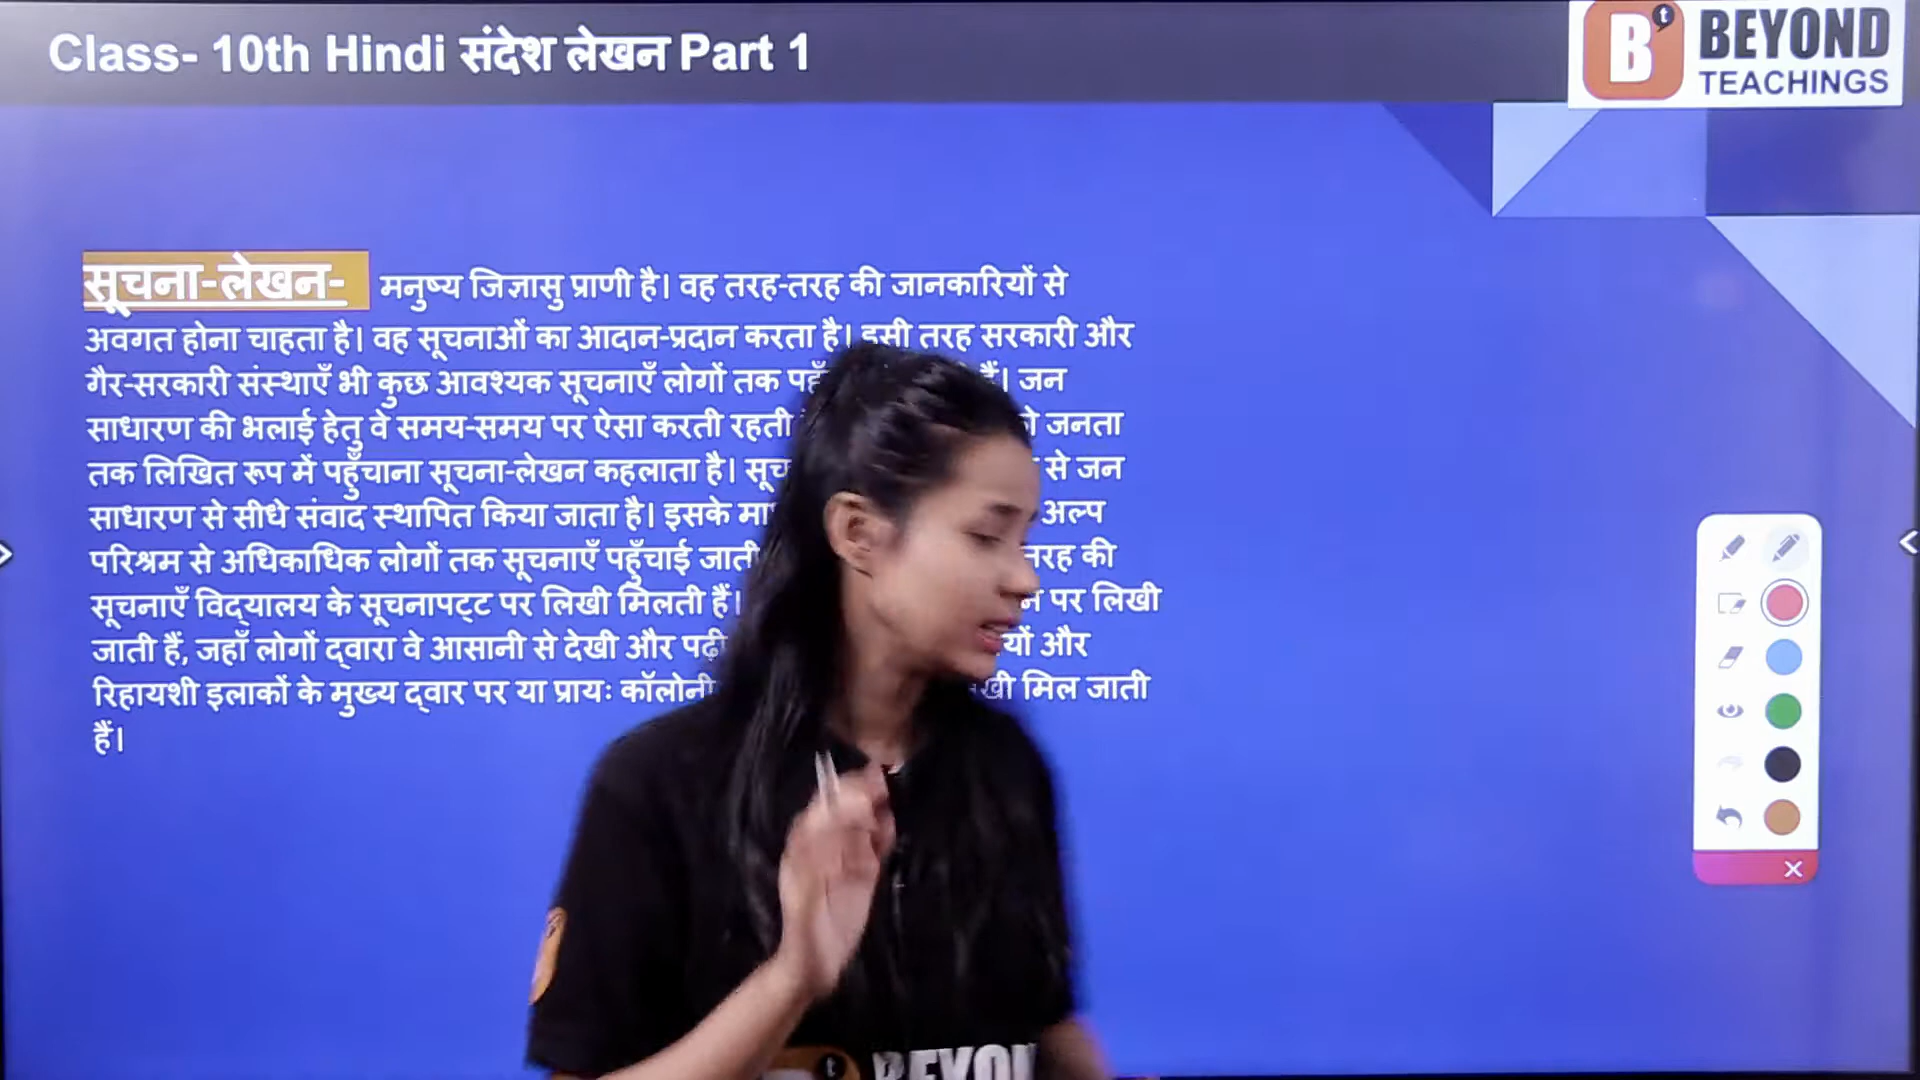 Class- 10th Hindi संदेश लेखन Part 1
B t BEYOND
TEACHINGS
सूचना-लेखन- मनुष्य जिज्ञासु प्राणी है। वह तरह-तरह की जानकारियों से
अवगत होना चाहता है। वह सूचनाओं का आदान-प्रदान करता है। इसी तरह सरकारी और
गैर-सरकारी संस्थाएँ भी कुछ आवश्यक सूचनाएँ लोगों तक हैं। जन
साधारण की भलाई हेतु वे समय-समय पर ऐसा करती रहती जनता
तक लिखित रूप में पहुँचाना सूचना-लेखन कहलाता है। से जन
साधारण से सीधे संवाद स्थापित किया जाता है। इसके अल्प
परिश्रम से अधिकाधिक लोगों तक सूचनाएँ पहुँचाई जाती तरह की
सूचनाएँ विद्यालय के सूचनापट्ट पर लिखी मिलती हैं। पर लिखी
जाती हैं, जहाँ लोगों द्वारा वे आसानी से देखी और पढ़ी और
रिहायशी इलाकों के मुख्य द्वार पर या प्रायः कॉलोनी मिल जाती
हैं।